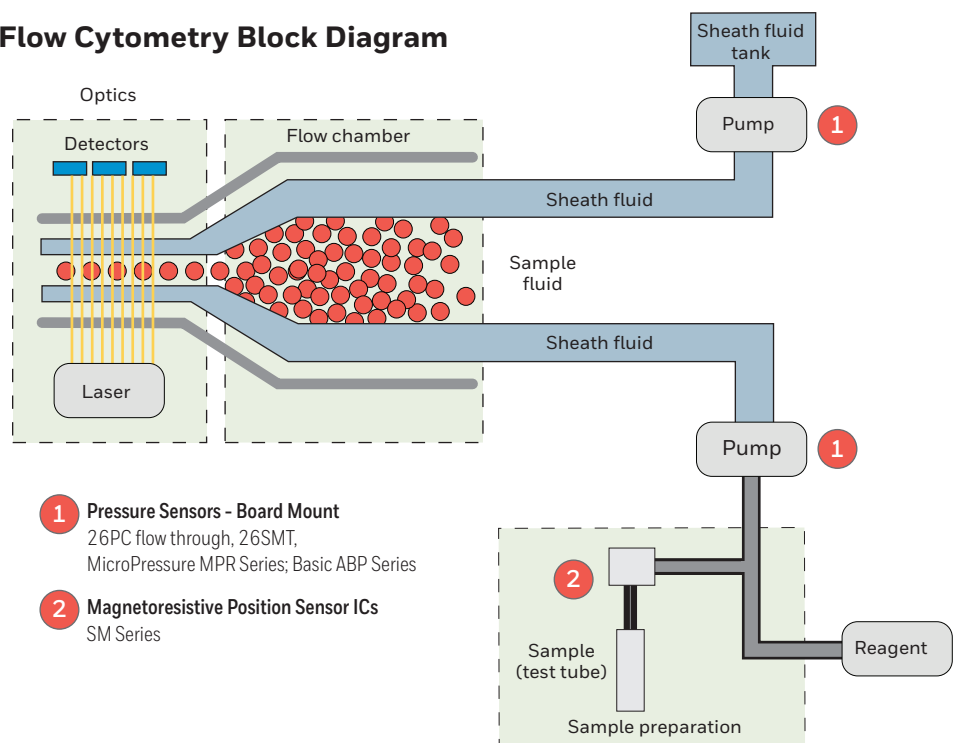 Flow Cytometry Block Diagram
Sheath fluid
tank
Optics
Pump
1
Detectors
Flow chamber
Sheath fluid
Sample
fluid
Sheath fluid
Laser
Pump
1
1
Pressure Sensors - Board Mount
26PC flow through, 26SMT,
MicroPressure MPR Series; Basic ABP Series
2
Magnetoresistive Position Sensor ICs
SM Series
2
Sample
(test tube)
Reagent
Sample preparation